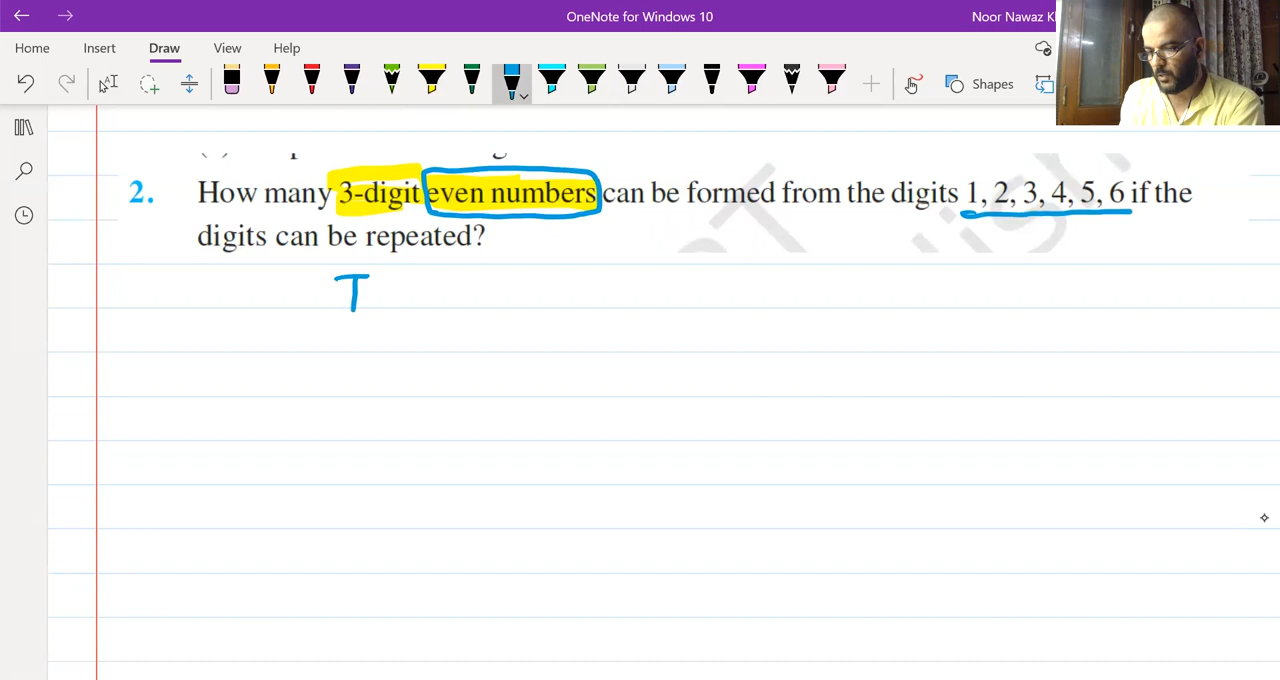 OneNote for Windows 10
Noor Nawaz Kh
Home Insert Draw View Help
Shapes
2. How many 3-digit even numbers can be formed from the digits 1, 2, 3, 4, 5, 6 if the
digits can be repeated?
T